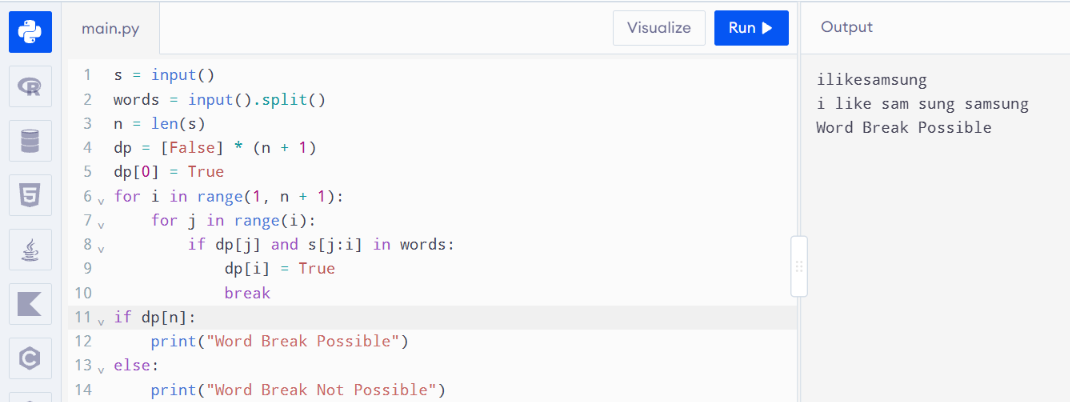 main.py
Visualize
Run
1 s = input()
2 words = input().split()
3 n = len(s)
4 dp = [False] * (n + 1)
5 dp[0] = True
6 for i in range(1, n + 1):
7     for j in range(i):
8         if dp[j] and s[j:i] in words:
9             dp[i] = True
10             break
11 if dp[n]:
12     print("Word Break Possible")
13 else:
14     print("Word Break Not Possible")
Output
ilikesamsung
i like sam sung samsung
Word Break Possible